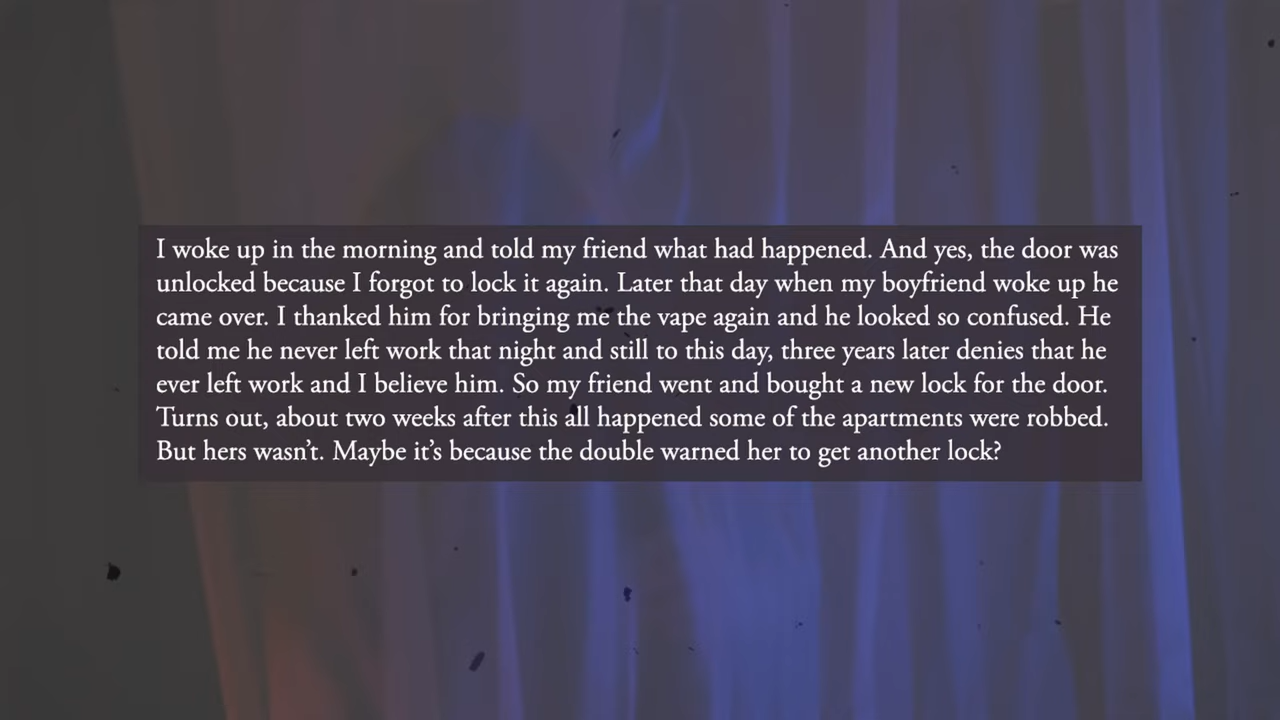 I woke up in the morning and told my friend what had happened. And yes, the door was
unlocked because I forgot to lock it again. Later that day when my boyfriend woke up he
came over. I thanked him for bringing me the vape again and he looked so confused. He
told me he never left work that night and still to this day, three years later denies that he
ever left work and I believe him. So my friend went and bought a new lock for the door.
Turns out, about two weeks after this all happened some of the apartments were robbed.
But hers wasn’t. Maybe it’s because the double warned her to get another lock?